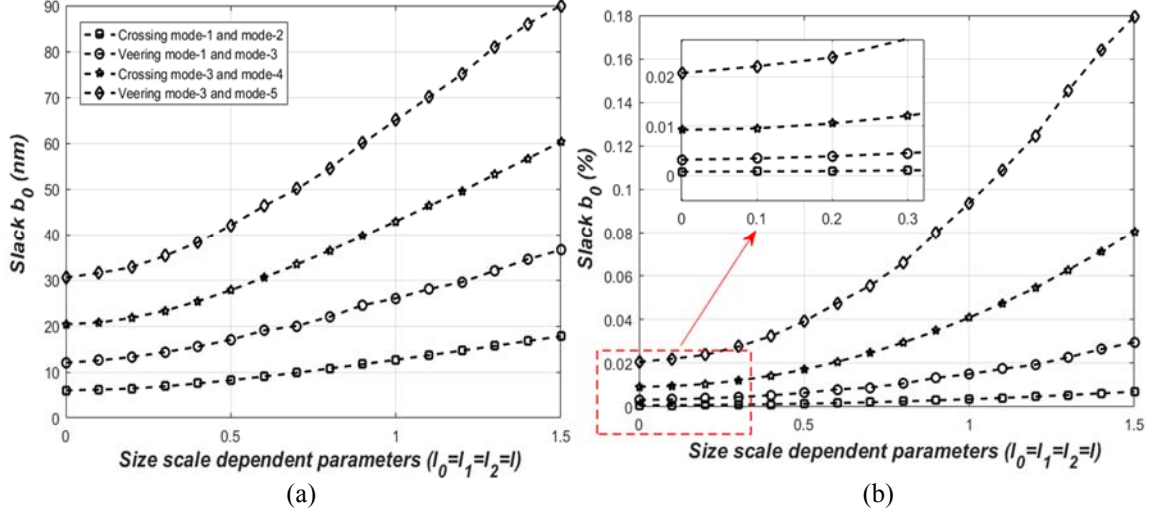 90
80
70
60
50
40
30
20
10
0
Slack b0 (nm)
Crossing mode-1 and mode-2
Veering mode-1 and mode-3
Crossing mode-3 and mode-4
Veering mode-3 and mode-5
0 0.5 1 1.5
Size scale dependent parameters (l0=l1=l2=l)
(a)
0.18
0.16
0.14
0.12
0.1
0.08
0.06
0.04
0.02
0
Slack b0 (%)
0.02
0.01
0
0 0.1 0.2 0.3
0 0.5 1 1.5
Size scale dependent parameters (l0=l1=l2=l)
(b)